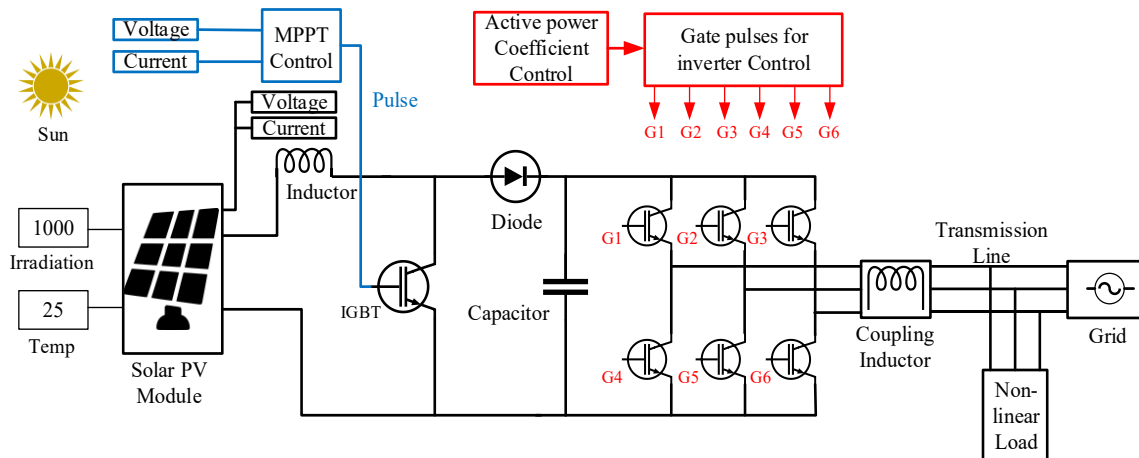 Voltage
Current
MPPT
Control
Active power
Coefficient
Control
Gate pulses for
inverter Control
Sun
Pulse
Voltage
Current
G1
G2
G3
G4
G5
G6
Inductor
Diode
1000
Irradiation
25
Temp
Solar PV
Module
IGBT
Capacitor
G1
G2
G3
G4
G5
G6
Transmission
Line
Coupling
Inductor
Grid
Non-
linear
Load